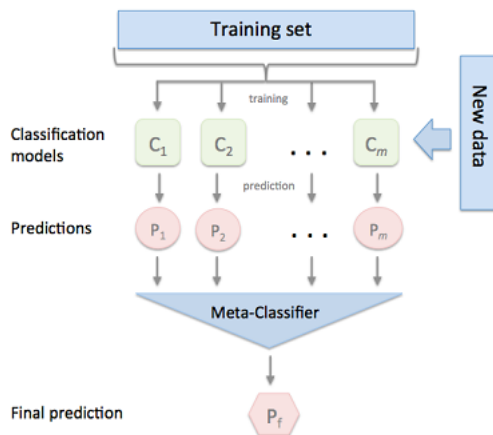 Training set
training
New data
Classification
models
C1 C2 . . . Cm
prediction
Predictions
P1 P2 . . . Pm
Meta-Classifier
Final prediction
Pf